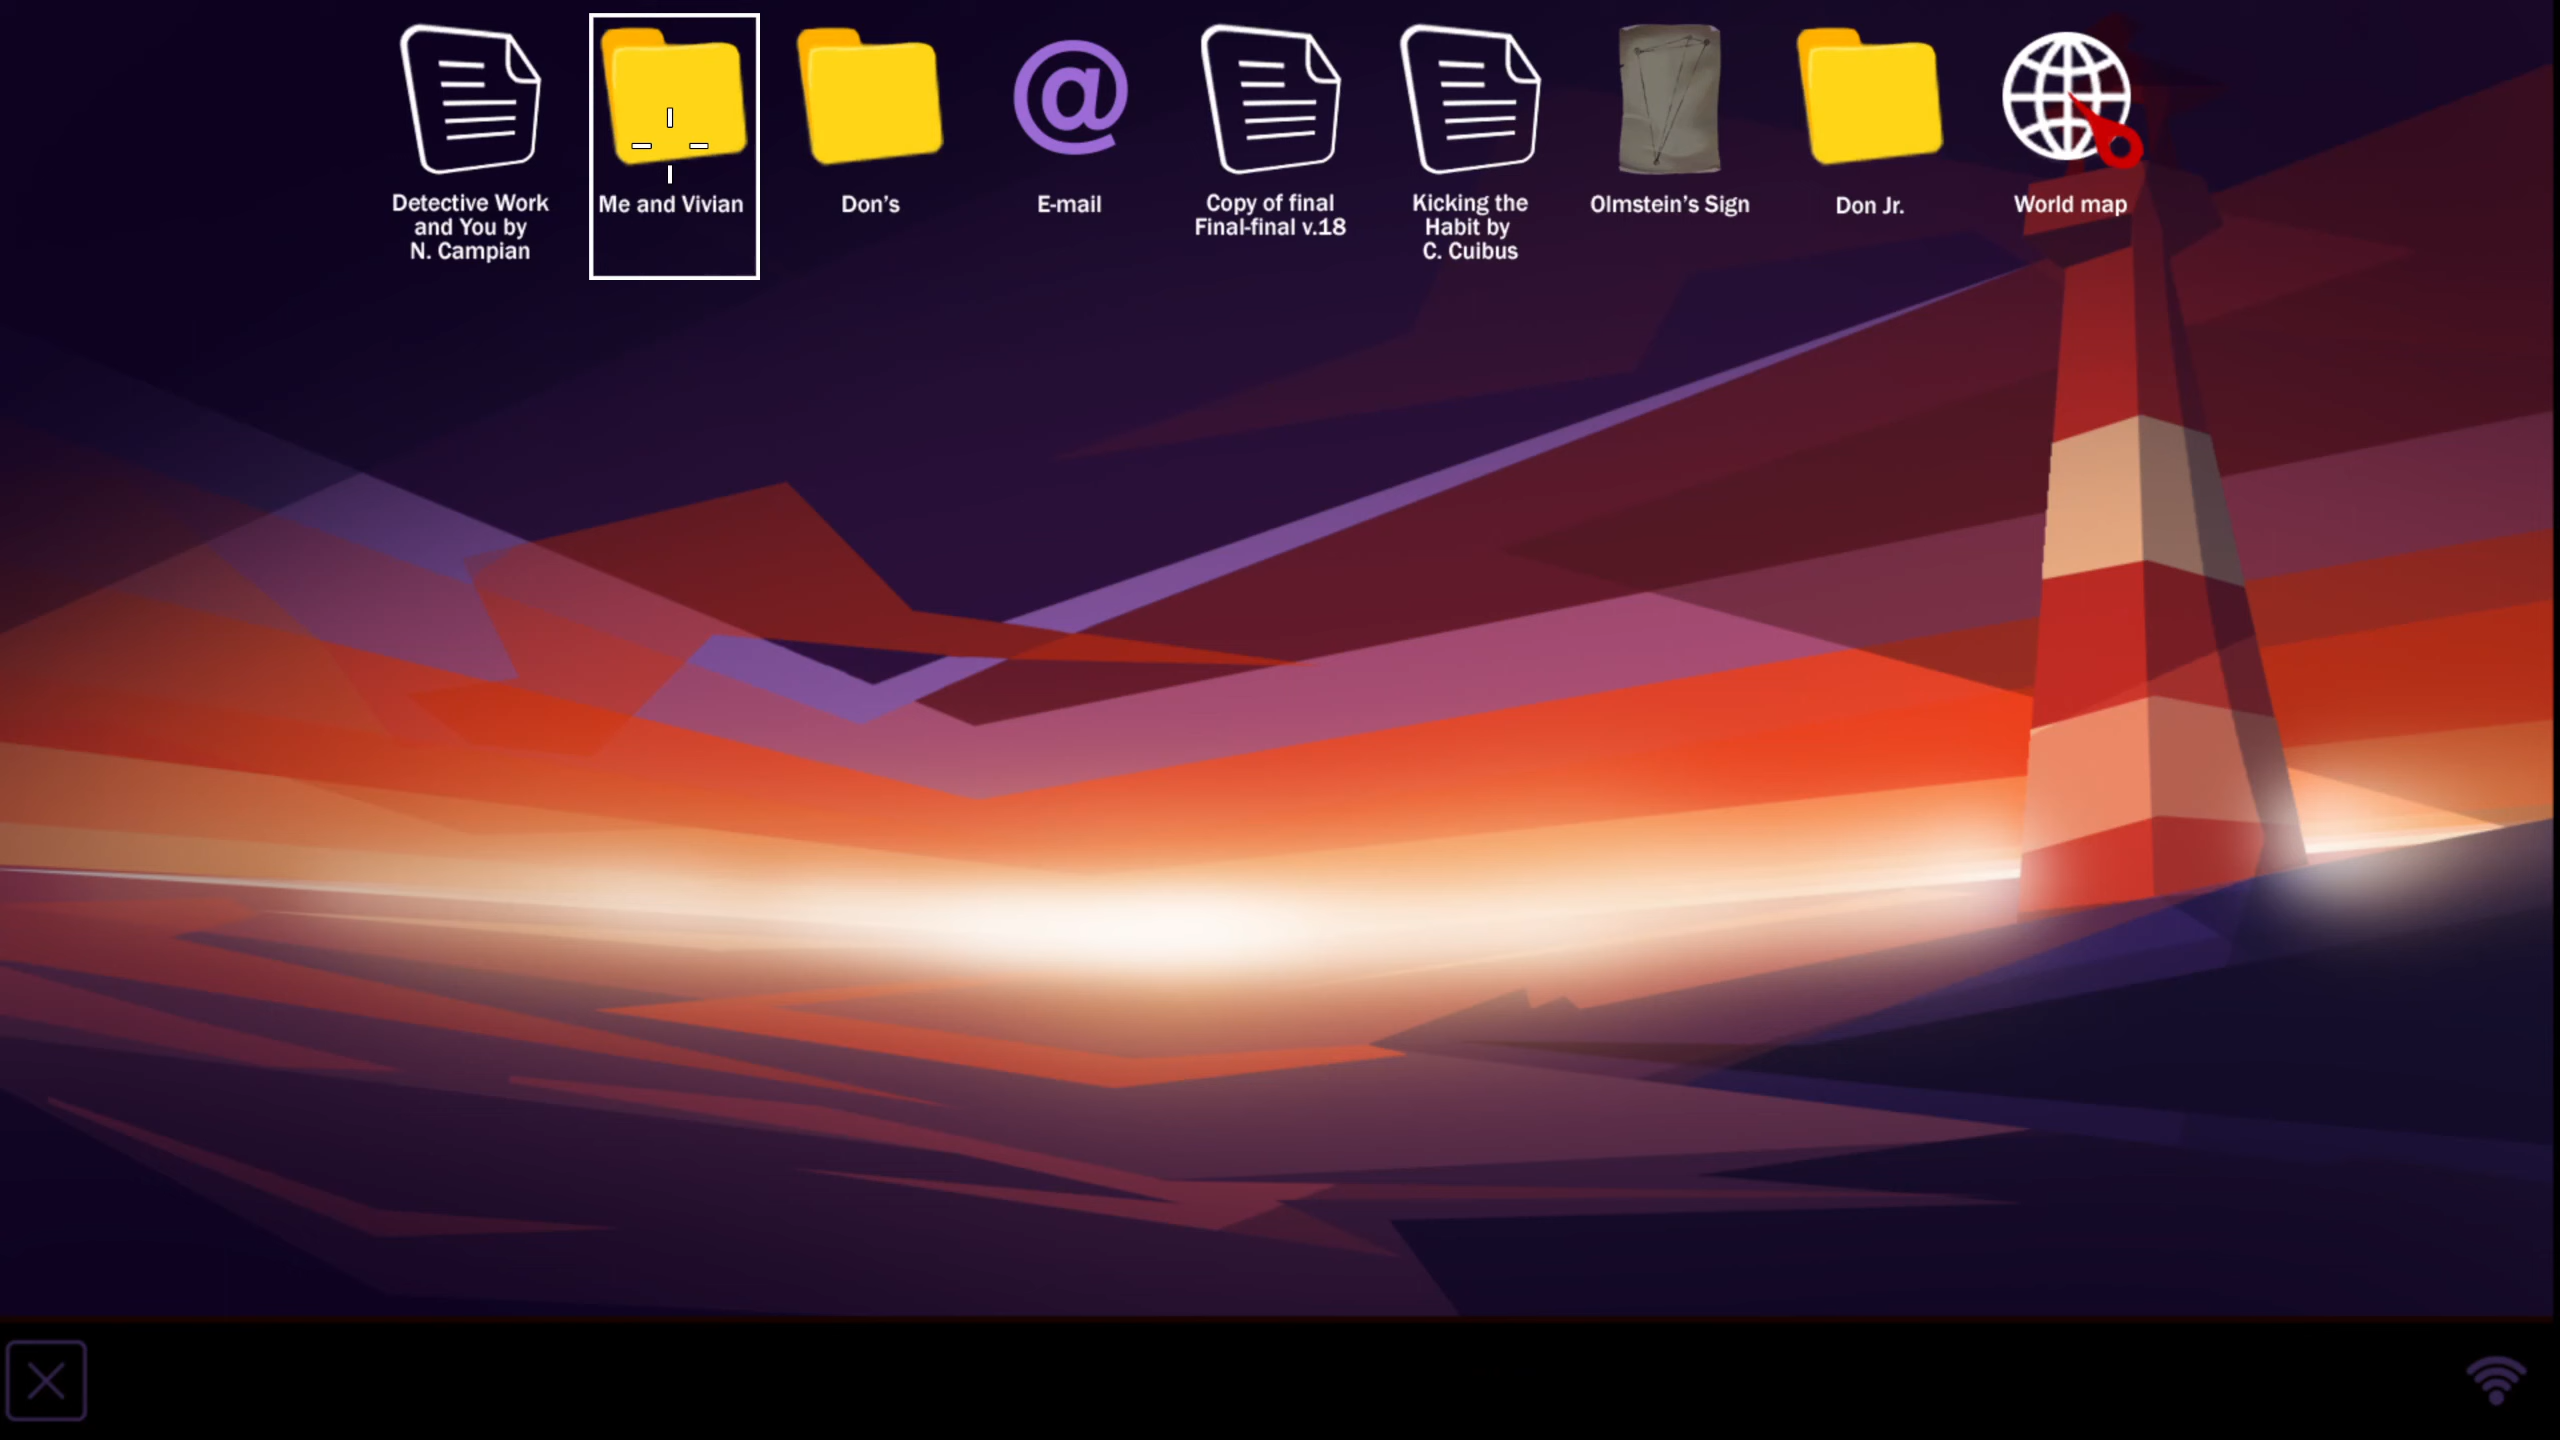 Detective Work
and You by
N. Campian
Me and Vivian
Don's
@
E-mail
Copy of final
Final-final v.18
Kicking the
Habit by
C. Cuibus
Olmstein's Sign
Don Jr.
World map